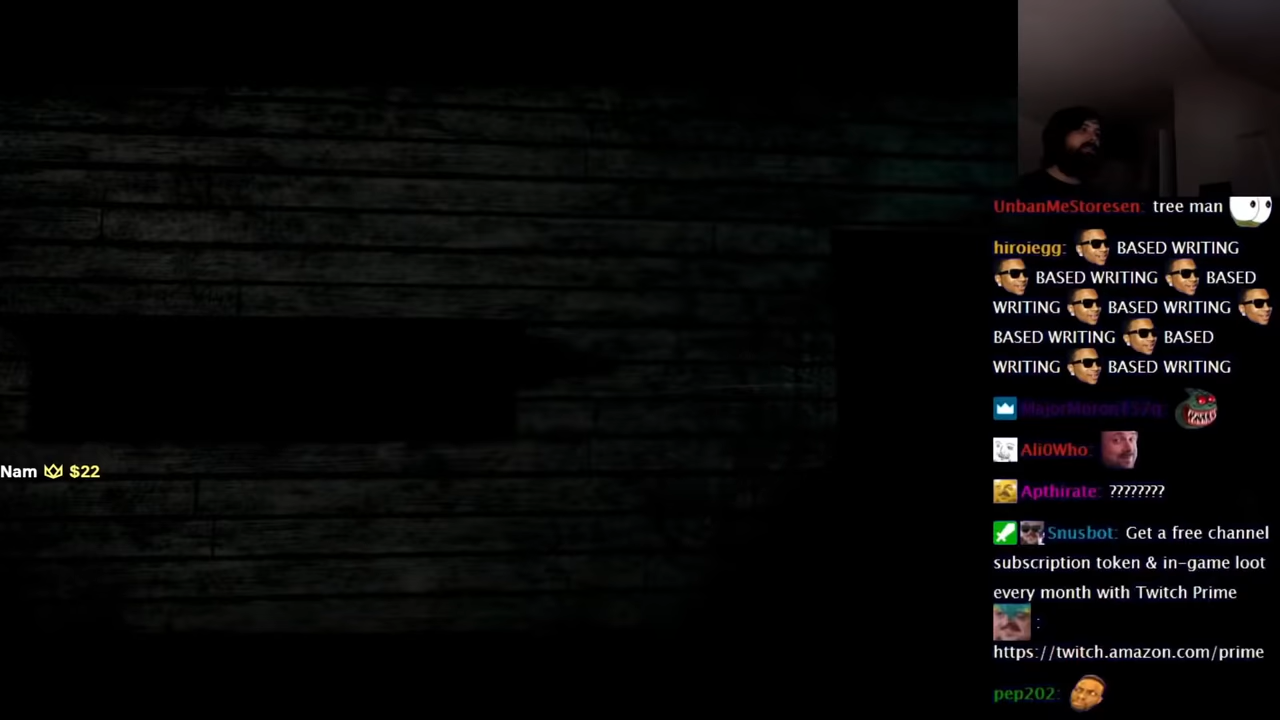 UnbanMeStoresen: tree man
hiroiegg: BASED WRITING
BASED WRITING BASED
WRITING BASED WRITING
BASED WRITING BASED
WRITING BASED WRITING
Ali0Who:
Nam $22
Apthirate: ????????
Snusbot: Get a free channel
subscription token & in-game loot
every month with Twitch Prime
:
https://twitch.amazon.com/prime
pep202: